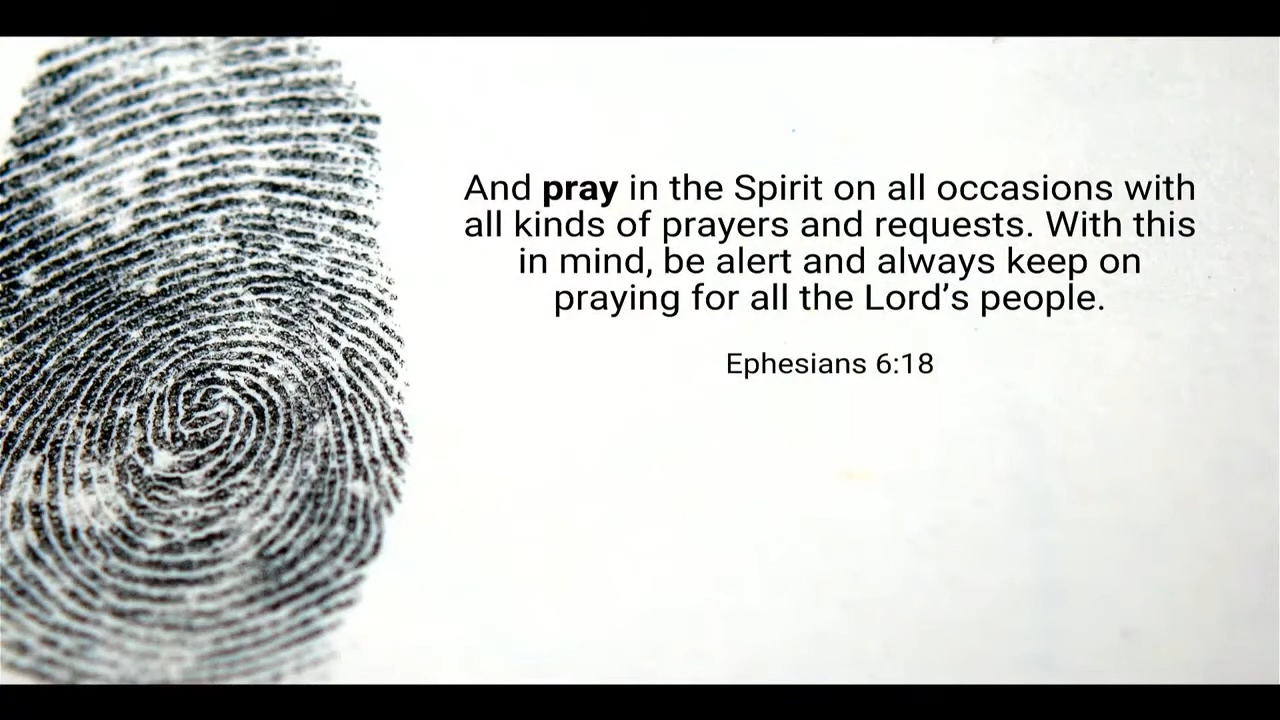 And pray in the Spirit on all occasions with
all kinds of prayers and requests. With this
in mind, be alert and always keep on
praying for all the Lord’s people.
Ephesians 6:18